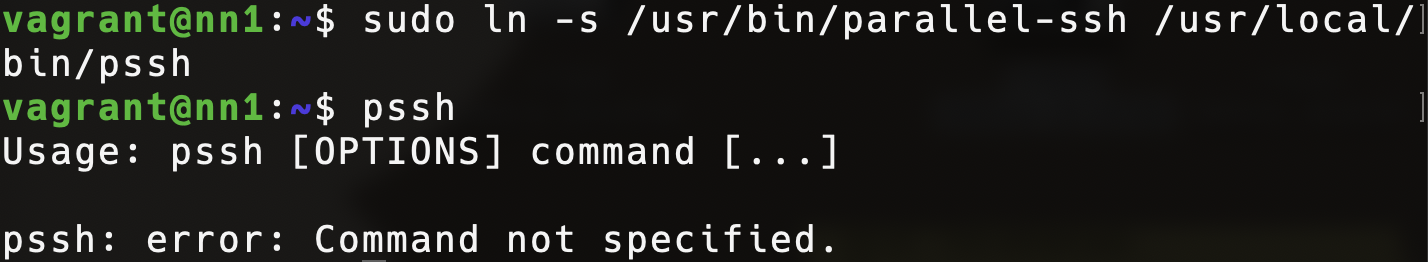 vagrant@nn1:~$ sudo ln -s /usr/bin/parallel-ssh /usr/local/
bin/pssh
vagrant@nn1:~$ pssh
Usage: pssh [OPTIONS] command [...]
pssh: error: Command not specified.